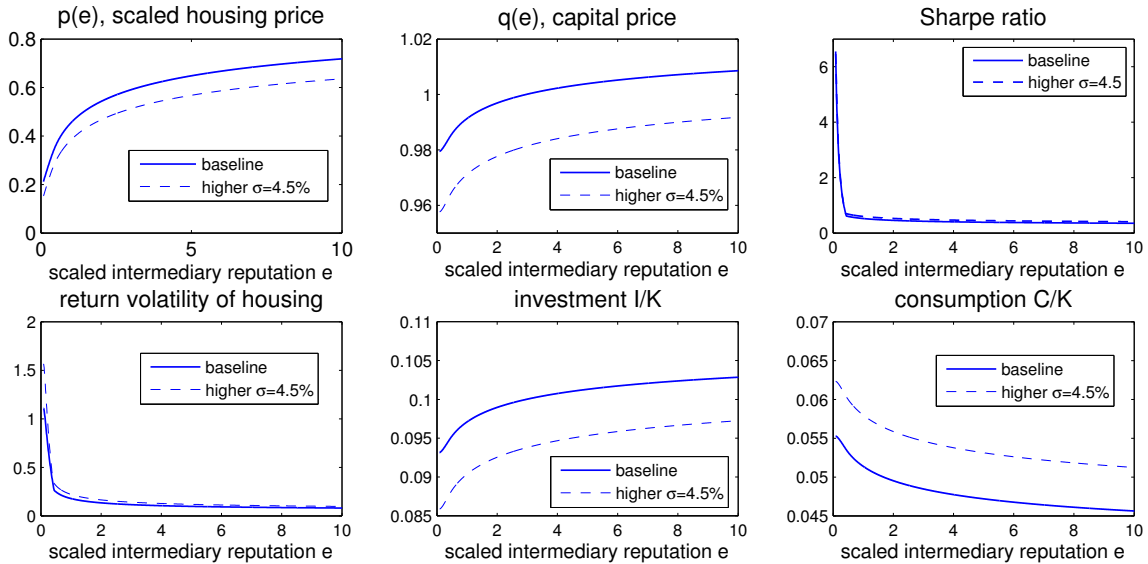 p(e), scaled housing price
0.8
0.6
0.4
0.2
0
0
5
10
baseline
higher σ=4.5%
scaled intermediary reputation e
q(e), capital price
1.02
1
0.98
0.96
0
2
4
6
8
10
baseline
higher σ=4.5%
scaled intermediary reputation e
Sharpe ratio
6
4
2
0
0
2
4
6
8
10
baseline
higher σ=4.5
scaled intermediary reputation e
return volatility of housing
2
1.5
1
0.5
0
0
2
4
6
8
10
baseline
higher σ=4.5%
scaled intermediary reputation e
investment I/K
0.11
0.105
0.1
0.095
0.09
0.085
0
2
4
6
8
10
baseline
higher σ=4.5%
scaled intermediary reputation e
consumption C/K
0.07
0.065
0.06
0.055
0.05
0.045
0
2
4
6
8
10
baseline
higher σ=4.5%
scaled intermediary reputation e